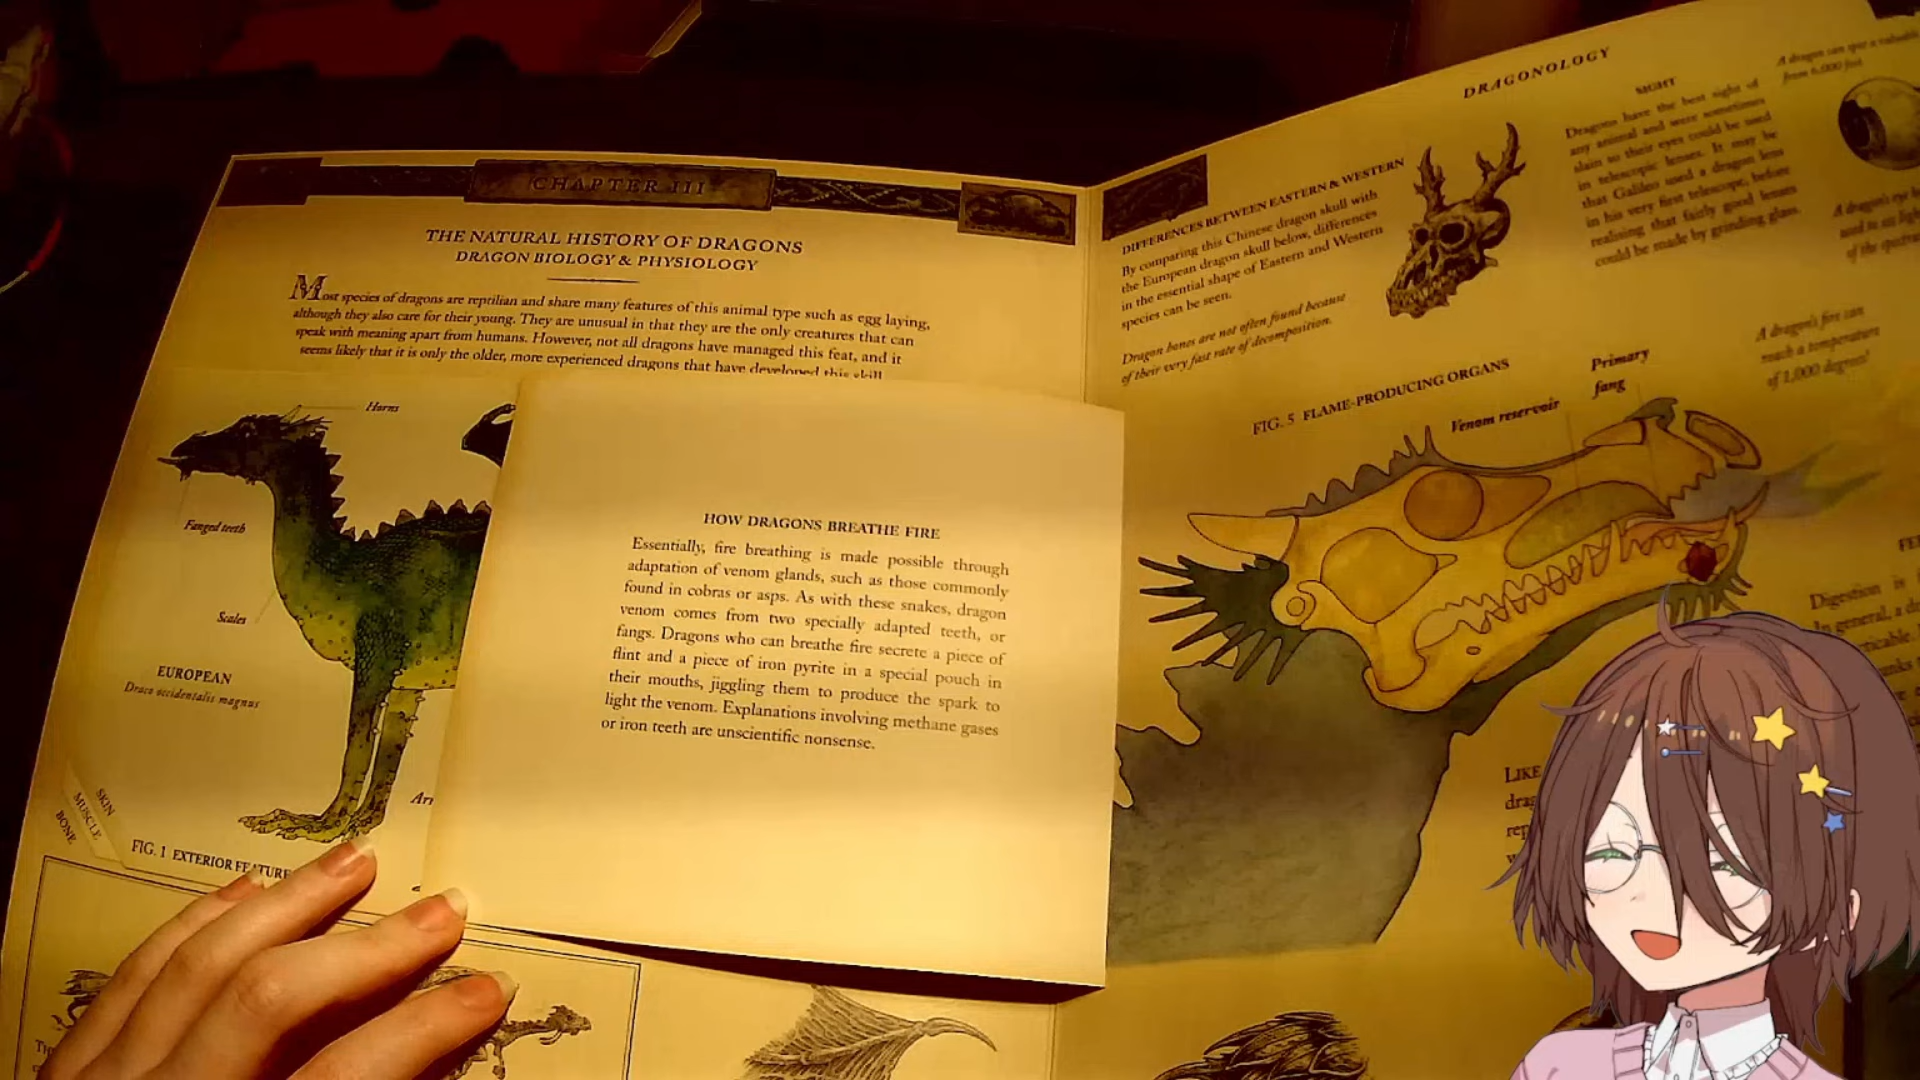 CHAPTER III
THE NATURAL HISTORY OF DRAGONS
DRAGON BIOLOGY & PHYSIOLOGY
Most species of dragons are reptilian and share many features of this animal type such as egg laying,
although they also care for their young. They are unusual in that they are the only creatures that can
speak with meaning apart from humans. However, not all dragons have managed this feat, and it
seems likely that it is only the older, more experienced dragons that have developed this skill
Horns
Fanged teeth
Scales
EUROPEAN
Draco occidentalis magnus
SKIN
MUSCLE
BONE
FIG. 1 EXTERIOR FEATURE
HOW DRAGONS BREATHE FIRE
Essentially, fire breathing is made possible through
adaptation of venom glands, such as those commonly
found in cobras or asps. As with these snakes, dragon
venom comes from two specially adapted teeth, or
fangs. Dragons who can breathe fire secrete a piece of
flint and a piece of iron pyrite in a special pouch in
their mouths, jiggling them to produce the spark to
light the venom. Explanations involving methane gases
or iron teeth are unscientific nonsense.
DRAGONOLOGY
DIFFERENCES BETWEEN EASTERN & WESTERN
By comparing this Chinese dragon skull with
the European dragon skull below, differences
in the essential shape of Eastern and Western
species can be seen.
Dragon bones are not often found because
of their very fast rate of decomposition.
SIGHT
Dragons have the best sight of
any animal and were sometimes
slain so their eyes could be used
in telescopic lenses. It may be
that Galileo used a dragon lens
in his very first telescope, before
realising that fairly good lenses
could be made by grinding glass.
A dragon can spot a valuable
from 6,000 feet
A dragon's eye
of the
FIG. 5 FLAME-PRODUCING ORGANS
Venom reservoir
Primary
fang
A dragon's fire can
reach a temperature
of 1,000 degrees!
Digestion is
In general, a
LIKE